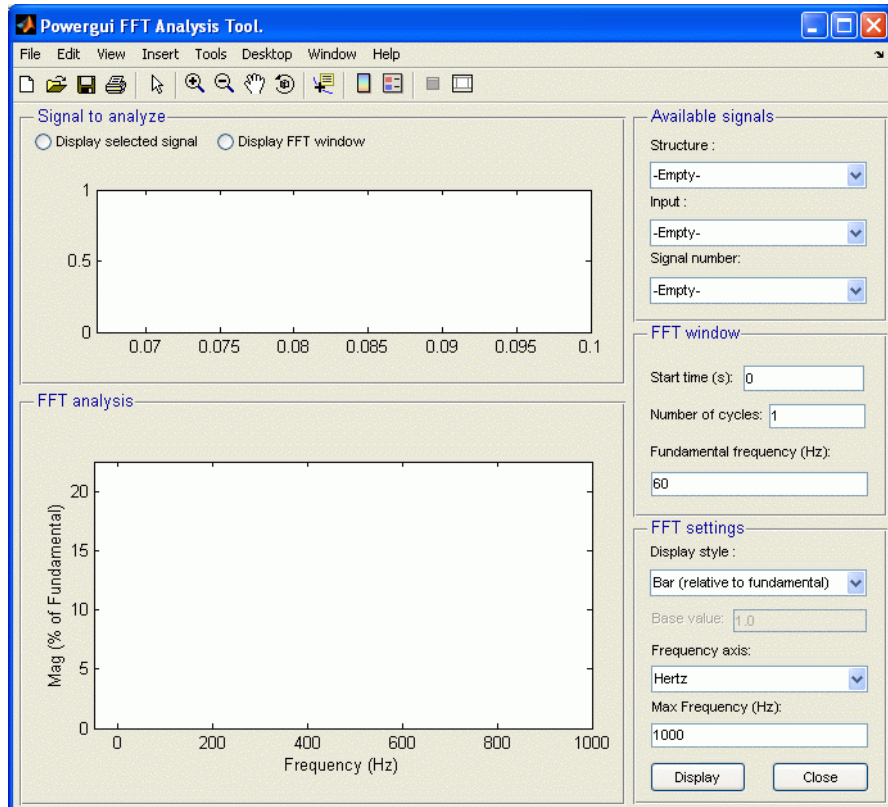 Powergui FFT Analysis Tool.
File Edit View Insert Tools Desktop Window Help
Signal to analyze
Display selected signal Display FFT window
1
0.5
0
0.07 0.075 0.08 0.085 0.09 0.095 0.1
FFT analysis
20
15
10
5
0
Mag (% of Fundamental)
0 200 400 600 800 1000
Frequency (Hz)
Available signals
Structure :
-Empty-
Input :
-Empty-
Signal number:
-Empty-
FFT window
Start time (s): 0
Number of cycles: 1
Fundamental frequency (Hz):
60
FFT settings
Display style :
Bar (relative to fundamental)
Base value: 1.0
Frequency axis:
Hertz
Max Frequency (Hz):
1000
Display Close